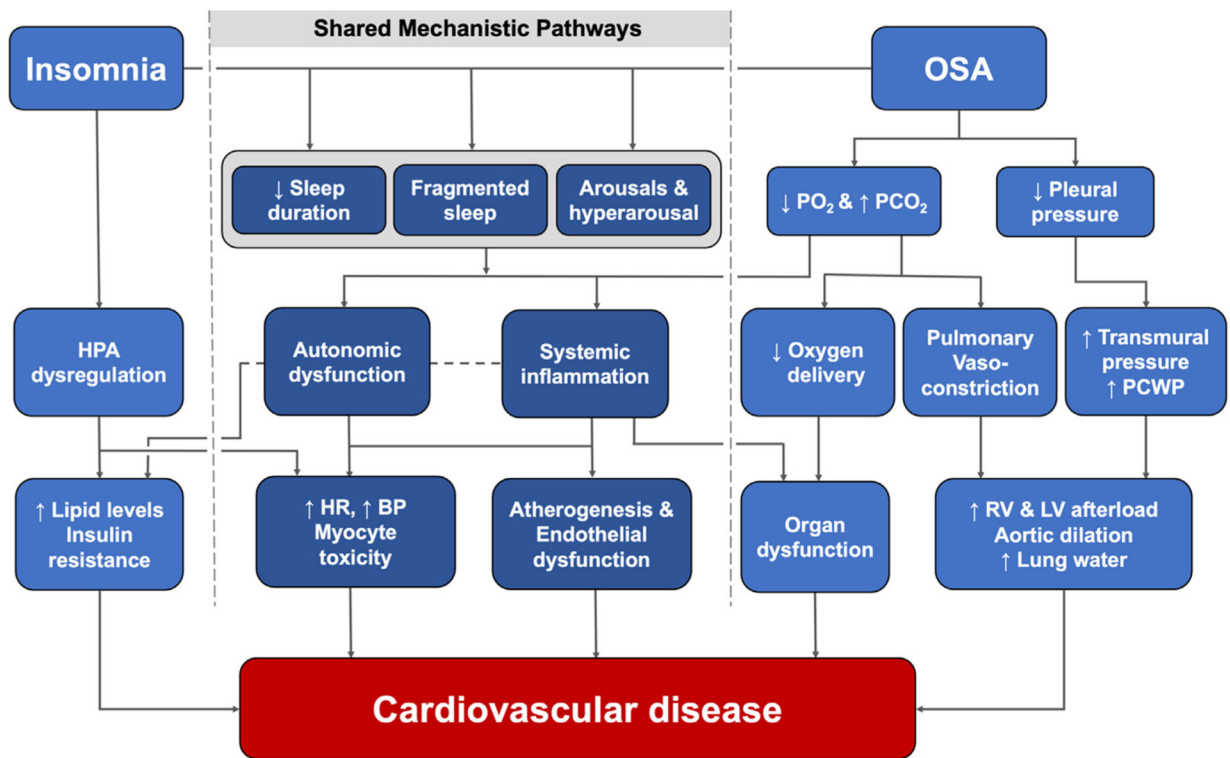 Shared Mechanistic Pathways
Insomnia
OSA
↓ Sleep
duration
Fragmented
sleep
Arousals &
hyperarousal
↓ PO₂ & ↑ PCO₂
↓ Pleural
pressure
HPA
dysregulation
Autonomic
dysfunction
Systemic
inflammation
↓ Oxygen
delivery
Pulmonary
Vaso-
constriction
↑ Transmural
pressure
↑ PCWP
↑ Lipid levels
Insulin
resistance
↑ HR, ↑ BP
Myocyte
toxicity
Atherogenesis &
Endothelial
dysfunction
Organ
dysfunction
↑ RV & LV afterload
Aortic dilation
↑ Lung water
Cardiovascular disease